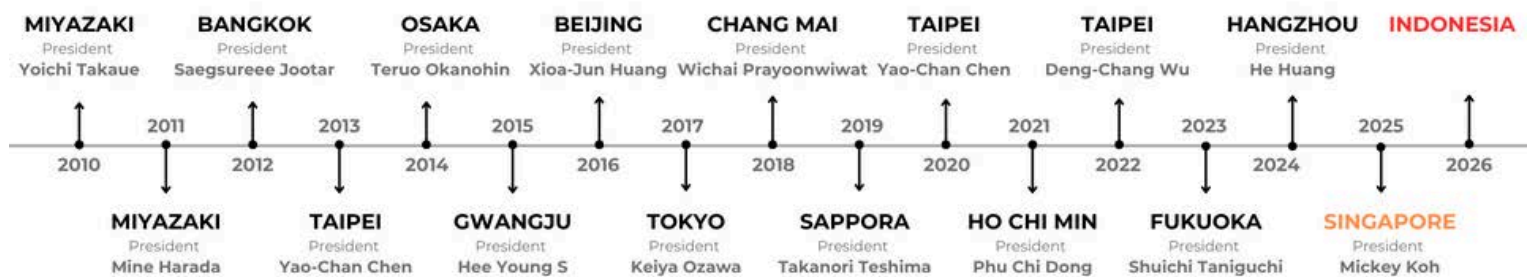 MIYAZAKI
President
Yoichi Takaue
BANGKOK
President
Saegsureee Jootar
OSAKA
President
Teruo Okanohin
BEIJING
President
Xioa-Jun Huang
CHANG MAI
President
Wichai Prayoonwiwat
TAIPEI
President
Yao-Chan Chen
TAIPEI
President
Deng-Chang Wu
HANGZHOU
President
He Huang
INDONESIA
2011 2013 2015 2017 2019 2021 2023 2025
2010 2012 2014 2016 2018 2020 2022 2024 2026
MIYAZAKI
President
Mine Harada
TAIPEI
President
Yao-Chan Chen
GWANGJU
President
Hee Young S
TOKYO
President
Keiya Ozawa
SAPPORA
President
Takanori Teshima
HO CHI MIN
President
Phu Chi Dong
FUKUOKA
President
Shuichi Taniguchi
SINGAPORE
President
Mickey Koh